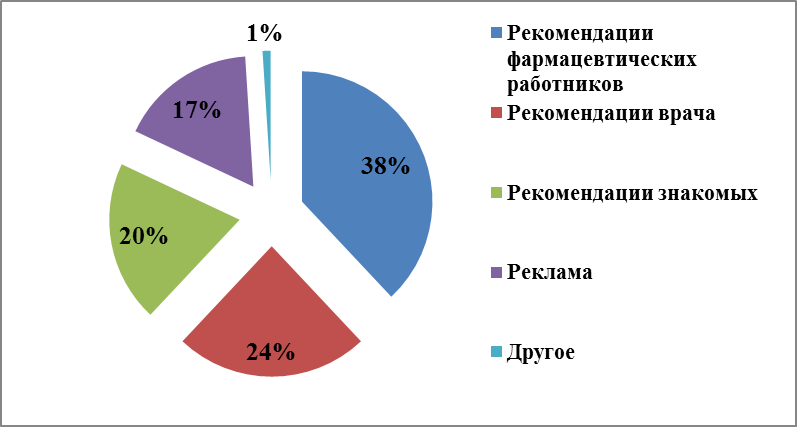 1%
17%
38%
20%
24%
Рекомендации
фармацевтических
работников
Рекомендации врача
Рекомендации знакомых
Реклама
Другое